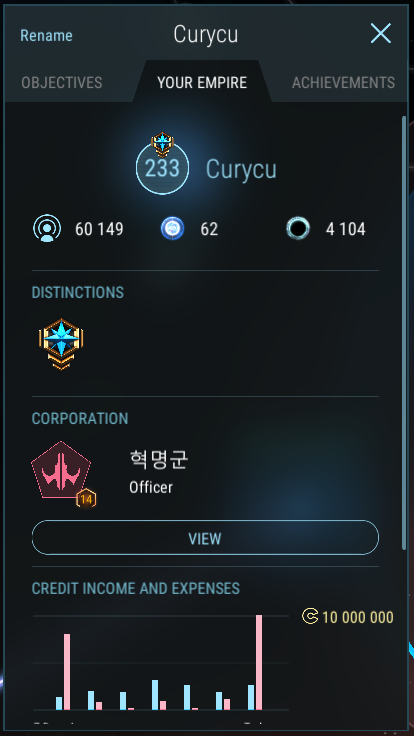 Rename
Curycu
OBJECTIVES
YOUR EMPIRE
ACHIEVEMENTS
233
Curycu
60 149
62
4 104
DISTINCTIONS
CORPORATION
혁명군
14
Officer
VIEW
CREDIT INCOME AND EXPENSES
10 000 000